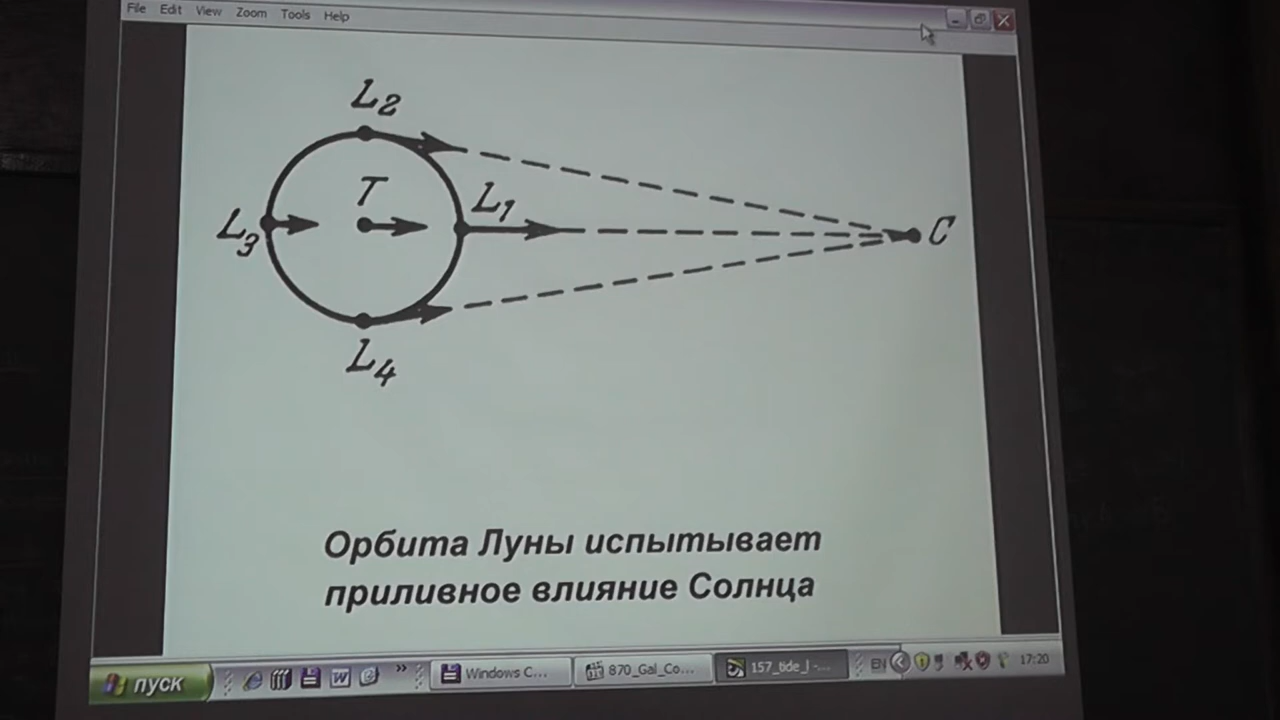 File Edit View Zoom Tools Help
L2
T
L1
L3
C
L4
Орбита Луны испытывает
приливное влияние Солнца
пуск
Windows C...
870_Gal_Co...
157_tide_l -...
EN
17:20